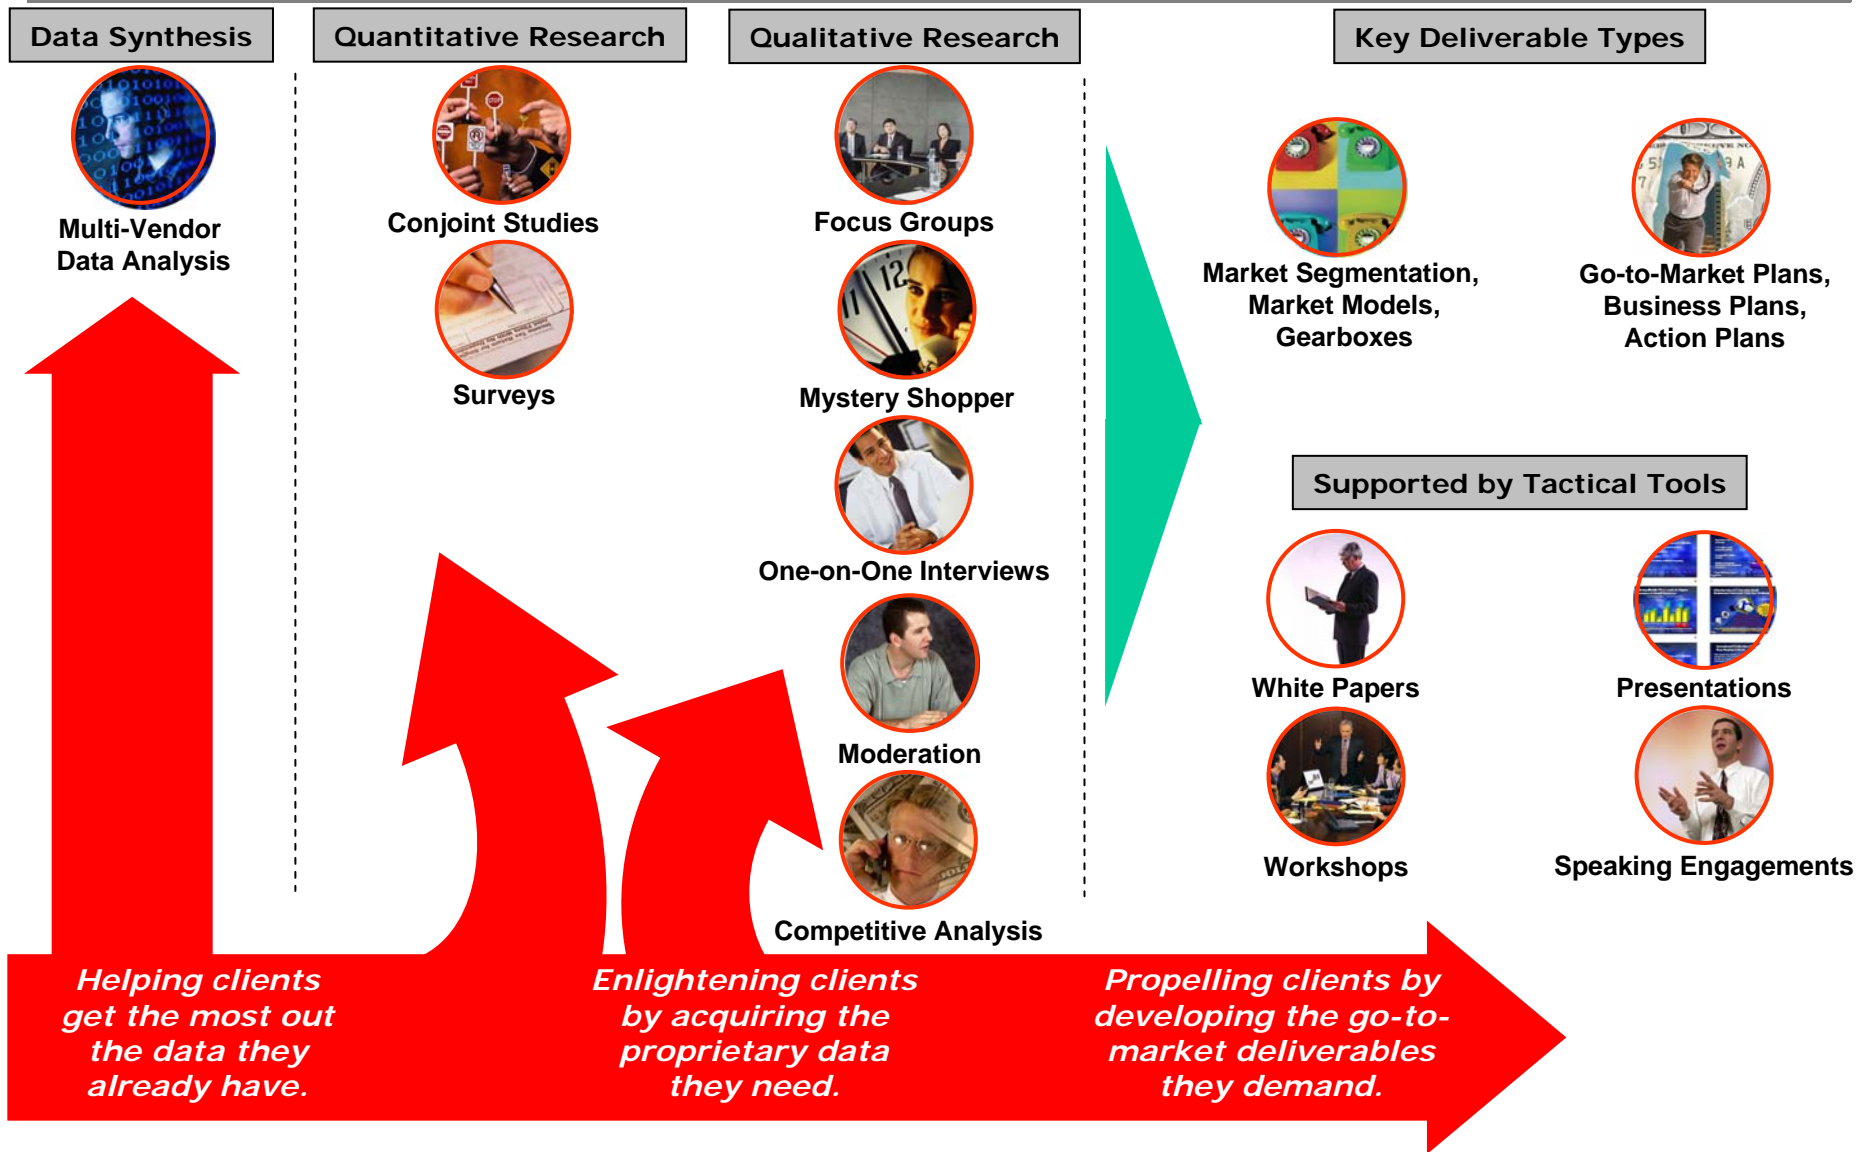 Data Synthesis
Quantitative Research
Qualitative Research
Key Deliverable Types
Multi-Vendor
Data Analysis
Conjoint Studies
Surveys
Focus Groups
Mystery Shopper
One-on-One Interviews
Moderation
Competitive Analysis
Market Segmentation,
Market Models,
Gearboxes
Go-to-Market Plans,
Business Plans,
Action Plans
Supported by Tactical Tools
White Papers
Presentations
Workshops
Speaking Engagements
Helping clients
get the most out
the data they
already have.
Enlightening clients
by acquiring the
proprietary data
they need.
Propelling clients by
developing the go-to-
market deliverables
they demand.